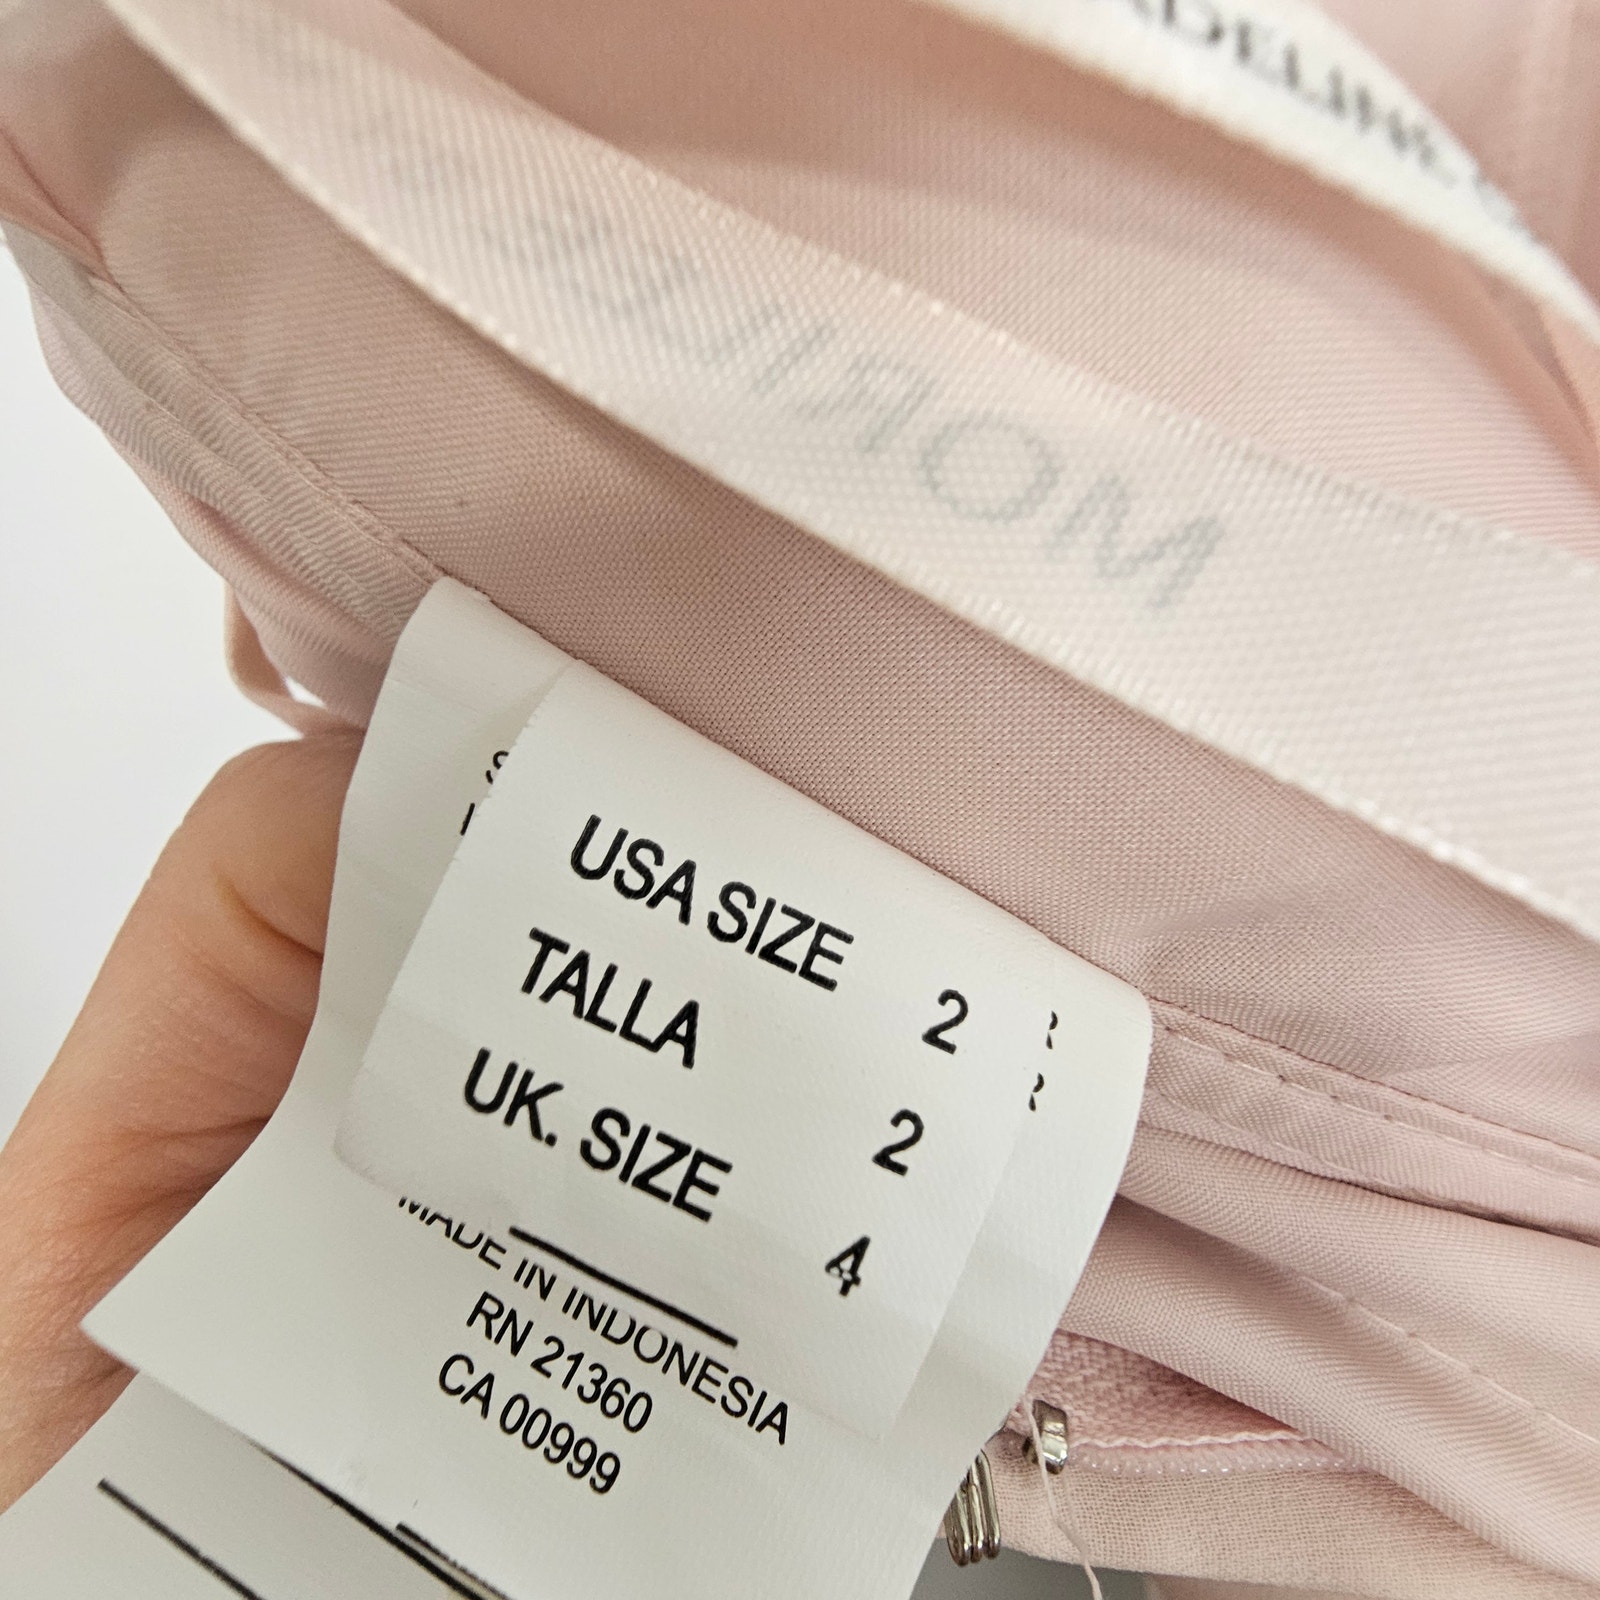 USA SIZE 2
TALLA 2
UK. SIZE 4
MADE IN INDONESIA
RN 21360
CA 00999